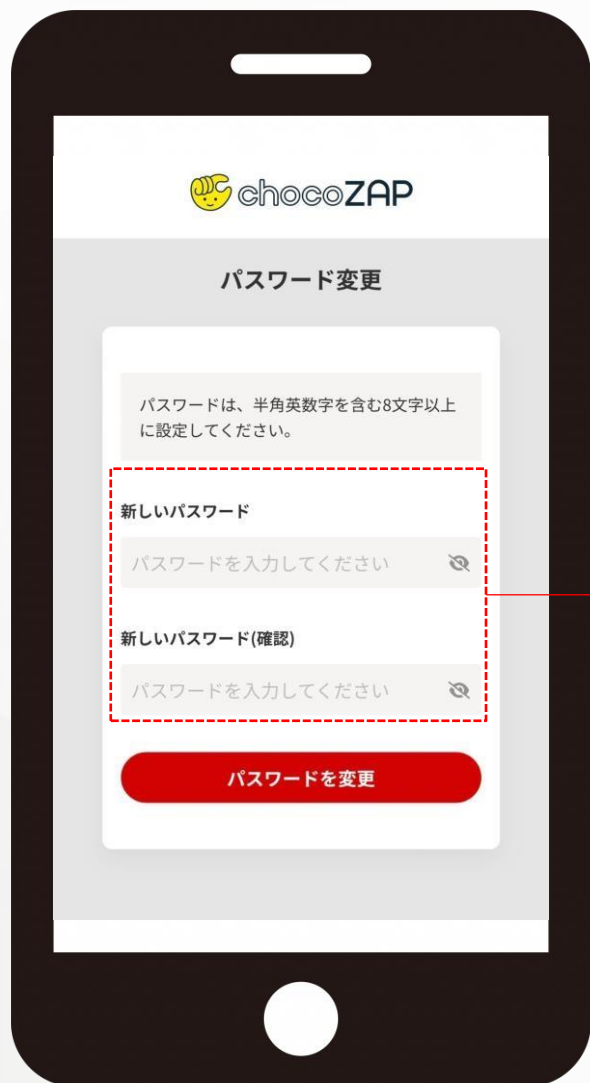 chocoZAP
パスワード変更
パスワードは、半角英数字を含む8文字以上
に設定してください。
新しいパスワード
パスワードを入力してください
新しいパスワード(確認)
パスワードを入力してください
パスワードを変更